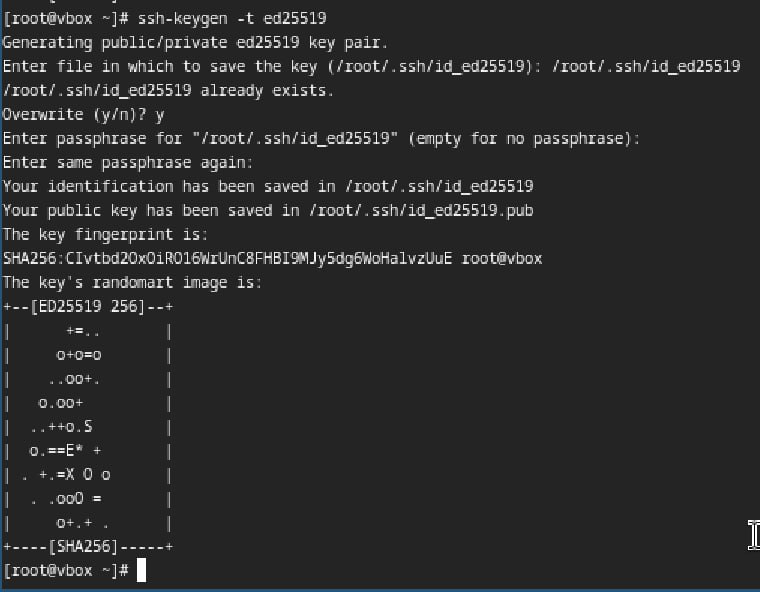 [root@vbox ~]# ssh-keygen -t ed25519
Generating public/private ed25519 key pair.
Enter file in which to save the key (/root/.ssh/id_ed25519): /root/.ssh/id_ed25519
/root/.ssh/id_ed25519 already exists.
Overwrite (y/n)? y
Enter passphrase for "/root/.ssh/id_ed25519" (empty for no passphrase):
Enter same passphrase again:
Your identification has been saved in /root/.ssh/id_ed25519
Your public key has been saved in /root/.ssh/id_ed25519.pub
The key fingerprint is:
SHA256:CIvtbd2OxOiRO16WrUnC8FHBI9MJy5dg6WoHalvzUuE root@vbox
The key's randomart image is:
+--[ED25519 256]--+
|      +=..       |
|     o+o=o       |
|    ..oo+.       |
|   o.oo+         |
|  ..++o.S        |
|  o.==E* +       |
| . +.=X O o      |
|  . .ooO =       |
|     o+.+ .      |
+----[SHA256]-----+
[root@vbox ~]#